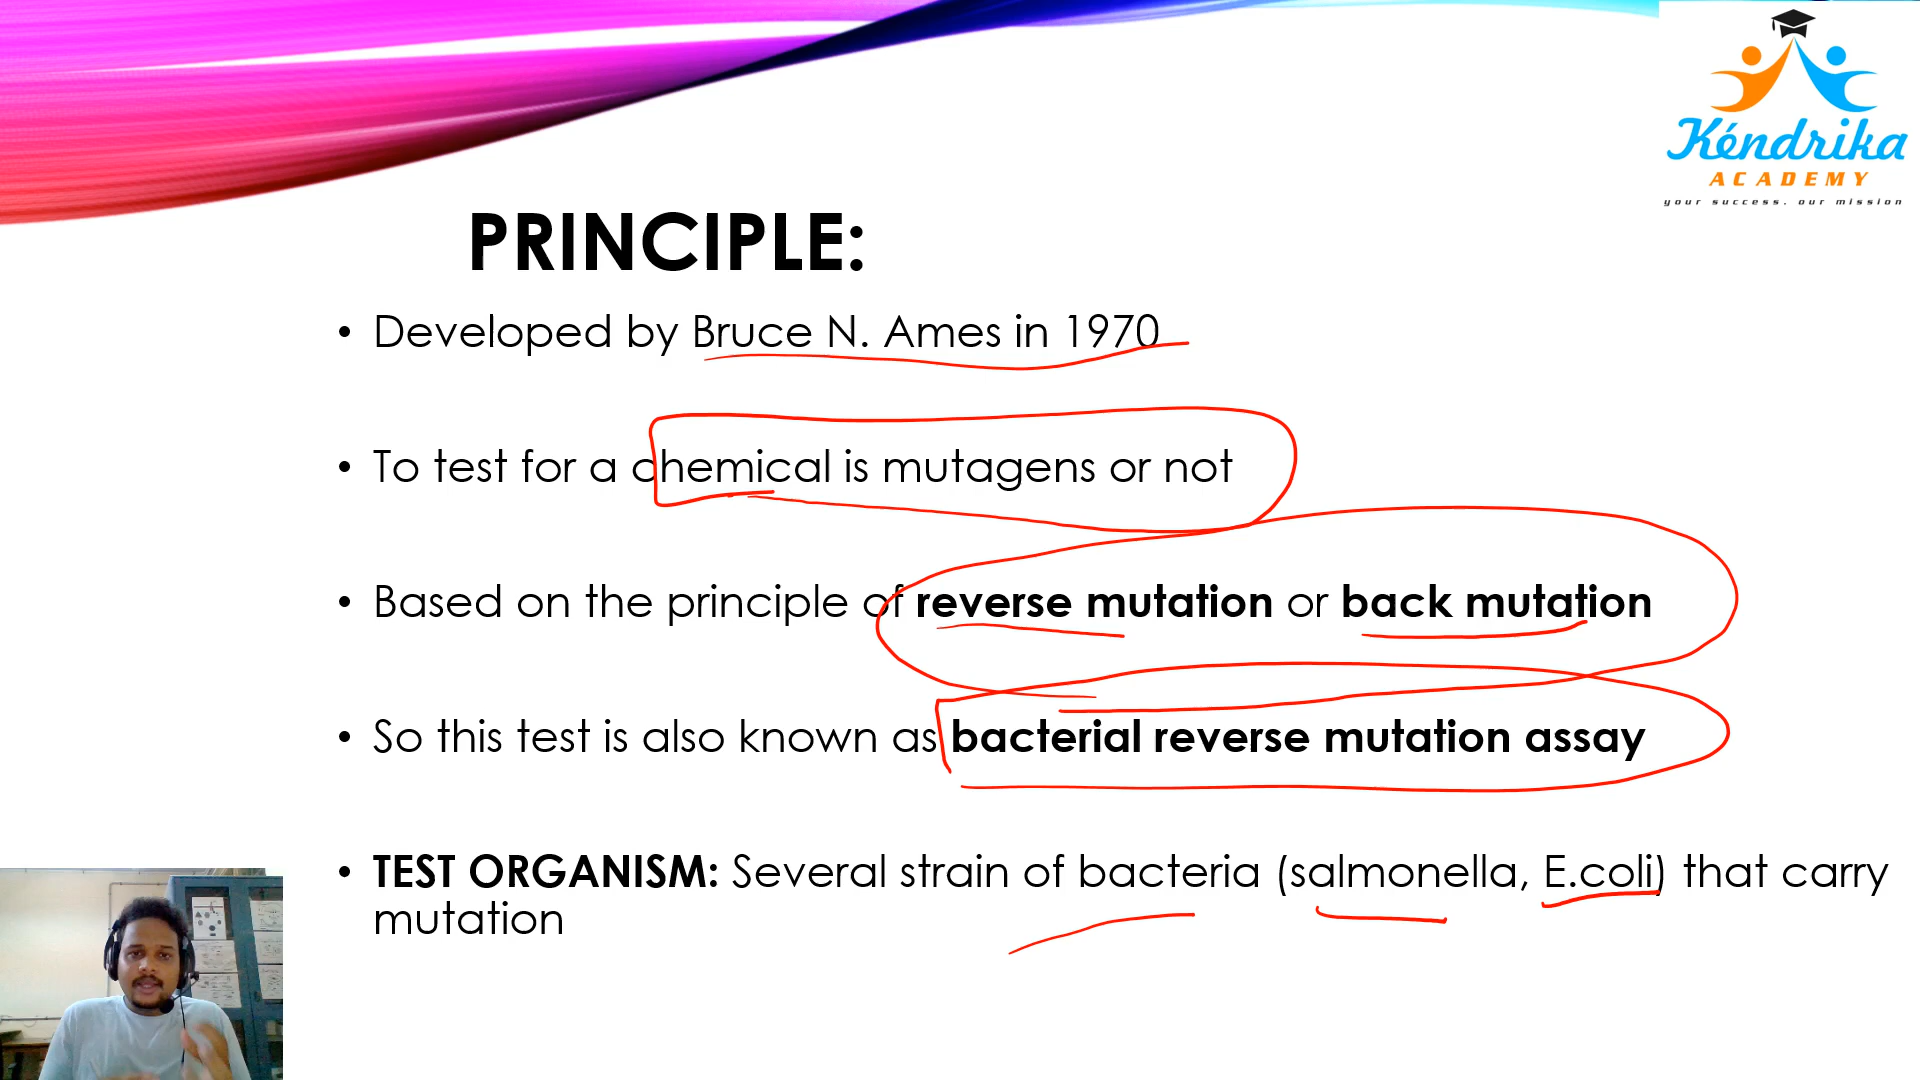 Kéndrika
ACADEMY
your success. our mission
PRINCIPLE:
• Developed by Bruce N. Ames in 1970
• To test for a chemical is mutagens or not
• Based on the principle of reverse mutation or back mutation
• So this test is also known as bacterial reverse mutation assay
• TEST ORGANISM: Several strain of bacteria (salmonella, E.coli) that carry
mutation